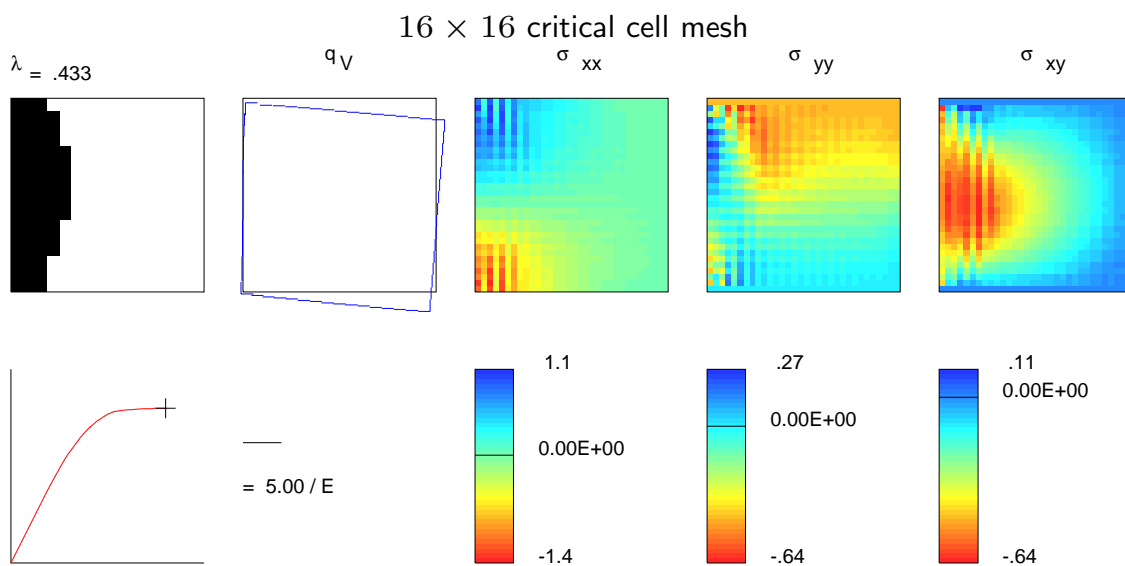 16 × 16 critical cell mesh
λ = .433
q V
σ xx
σ yy
σ xy
1.1
0.00E+00
-1.4
.27
0.00E+00
-.64
.11
0.00E+00
-.64
= 5.00 / E